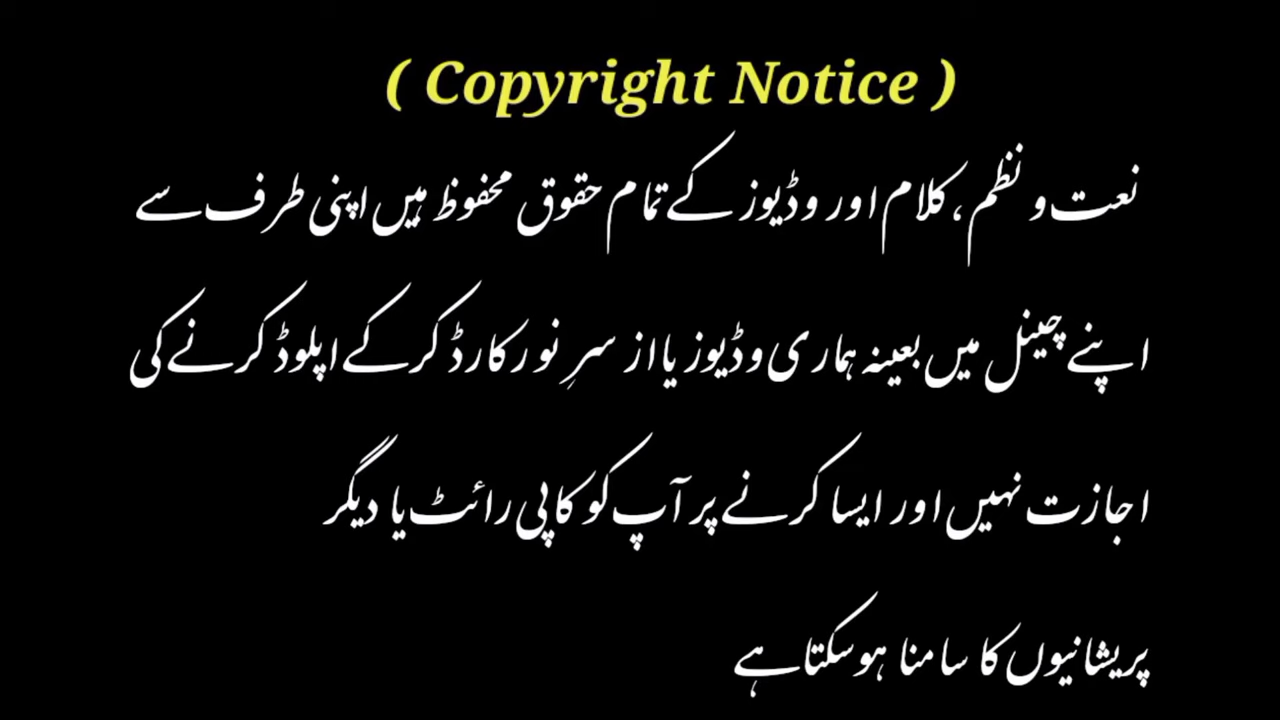 ( Copyright Notice )
نعت و نظم، کلام اور وڈیوز کے تمام حقوق محفوظ ہیں اپنی طرف سے
اپنے چینل میں بعینہ ہماری وڈیوز یا از سرِ نو رکارڈ کر کے اپلوڈ کرنے کی
اجازت نہیں اور ایسا کرنے پر آپ کو کاپی رائٹ یا دیگر
پریشانیوں کا سامنا ہوسکتا ہے